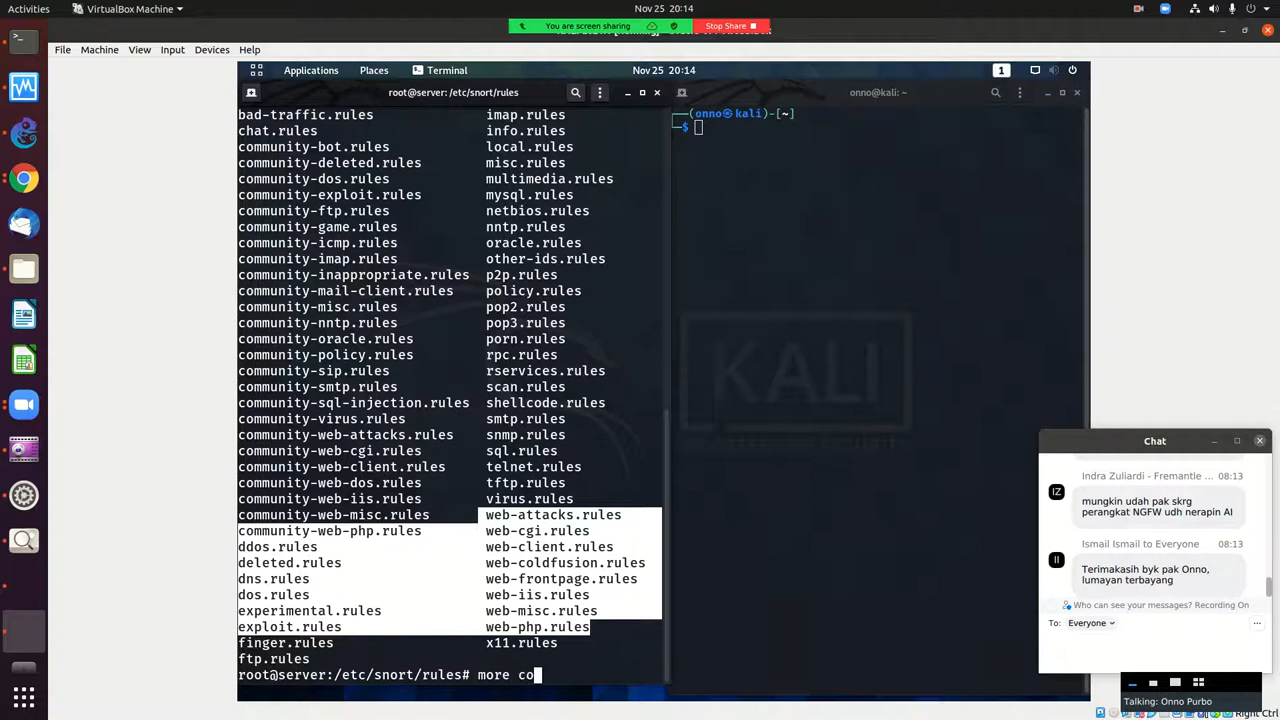 Activities
VirtualBox Machine
Nov 25 20:14
You are screen sharing
Stop Share
File Machine View Input Devices Help
Applications Places Terminal
Nov 25 20:14
1
root@server: /etc/snort/rules
bad-traffic.rules imap.rules
chat.rules info.rules
community-bot.rules local.rules
community-deleted.rules misc.rules
community-dos.rules multimedia.rules
community-exploit.rules mysql.rules
community-ftp.rules netbios.rules
community-game.rules nntp.rules
community-icmp.rules oracle.rules
community-imap.rules other-ids.rules
community-inappropriate.rules p2p.rules
community-mail-client.rules policy.rules
community-misc.rules pop2.rules
community-nntp.rules pop3.rules
community-oracle.rules porn.rules
community-policy.rules rpc.rules
community-sip.rules rservices.rules
community-smtp.rules scan.rules
community-sql-injection.rules shellcode.rules
community-virus.rules smtp.rules
community-web-attacks.rules snmp.rules
community-web-cgi.rules sql.rules
community-web-client.rules telnet.rules
community-web-dos.rules tftp.rules
community-web-iis.rules virus.rules
community-web-misc.rules web-attacks.rules
community-web-php.rules web-cgi.rules
ddos.rules web-client.rules
deleted.rules web-coldfusion.rules
dns.rules web-frontpage.rules
dos.rules web-iis.rules
experimental.rules web-misc.rules
exploit.rules web-php.rules
finger.rules x11.rules
ftp.rules
root@server:/etc/snort/rules# more co
onno@kali: ~
(onno㉿kali)-[~]
$
KALI
Chat
Indra Zuliardi - Fremantle ... 08:13
IZ
mungkin udah pak skrg
perangkat NGFW udh nerapin AI
Ismail Ismail to Everyone 08:13
II
Terimakasih byk pak Onno,
lumayan terbayang
Who can see your messages? Recording On
To: Everyone
Talking: Onno Purbo
Right Ctrl